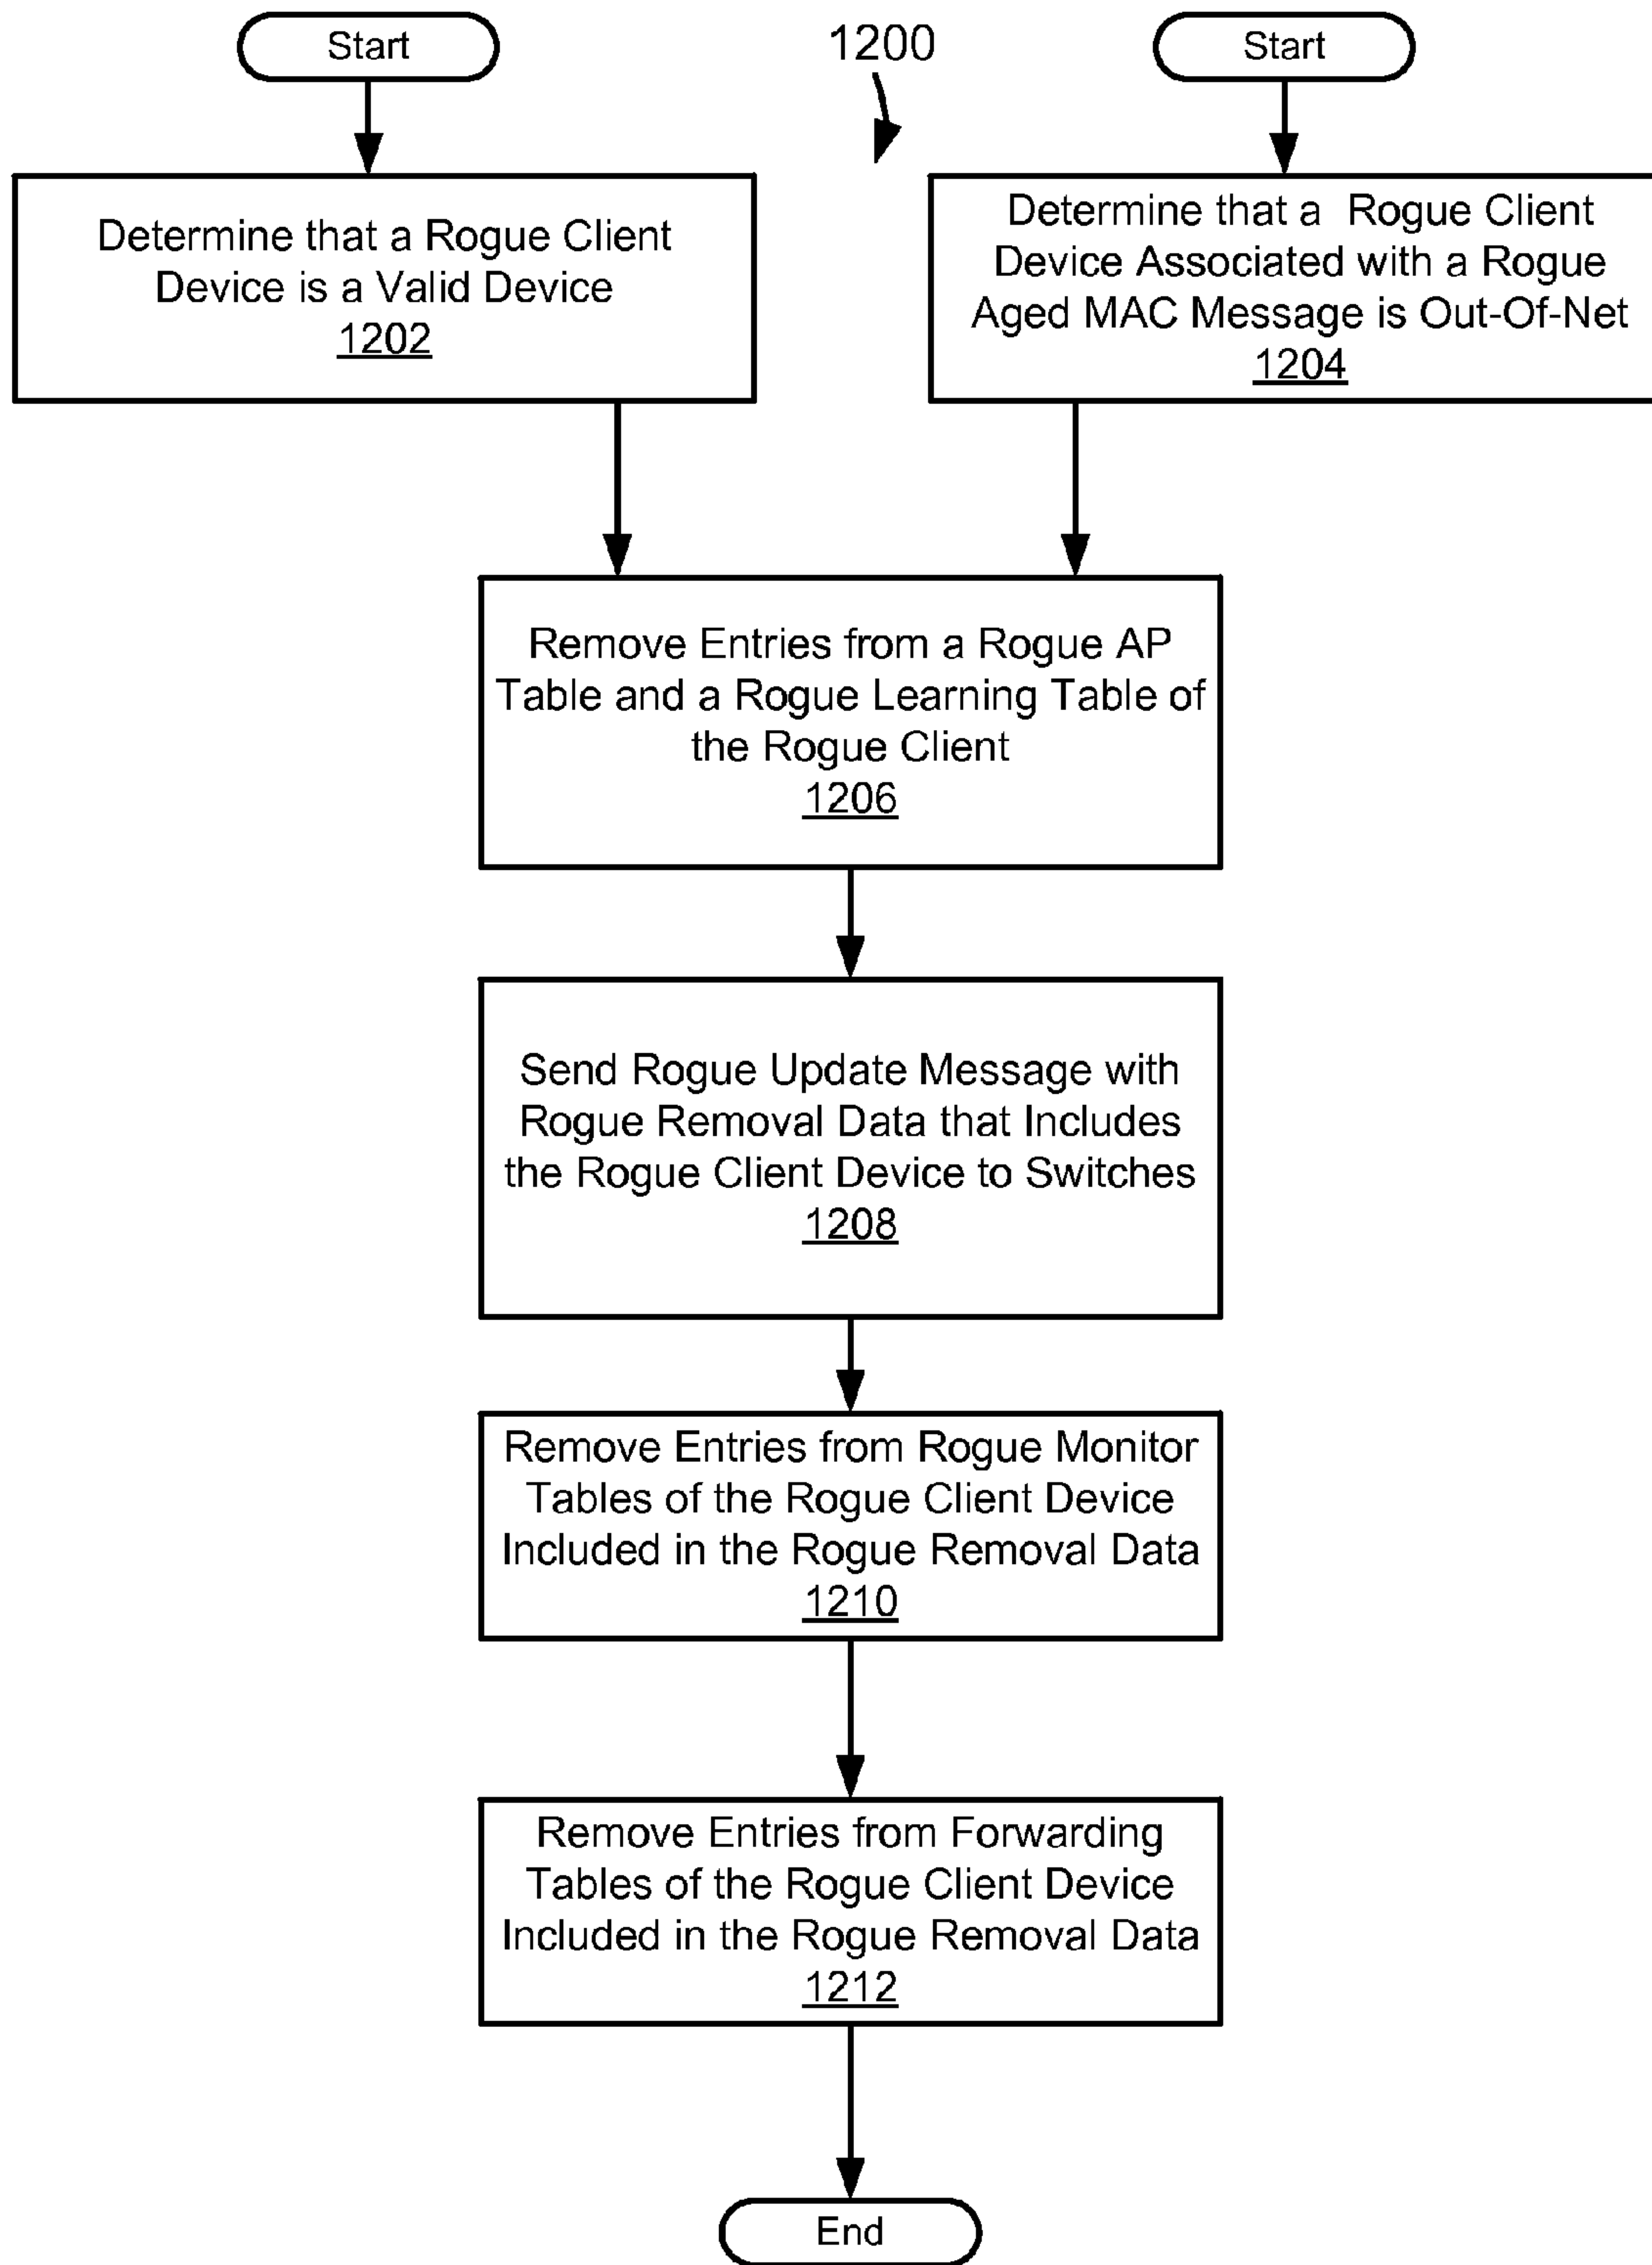 Start
1200
Start
Determine that a Rogue Client
Device is a Valid Device
1202
Determine that a Rogue Client
Device Associated with a Rogue
Aged MAC Message is Out-Of-Net
1204
Remove Entries from a Rogue AP
Table and a Rogue Learning Table of
the Rogue Client
1206
Send Rogue Update Message with
Rogue Removal Data that Includes
the Rogue Client Device to Switches
1208
Remove Entries from Rogue Monitor
Tables of the Rogue Client Device
Included in the Rogue Removal Data
1210
Remove Entries from Forwarding
Tables of the Rogue Client Device
Included in the Rogue Removal Data
1212
End